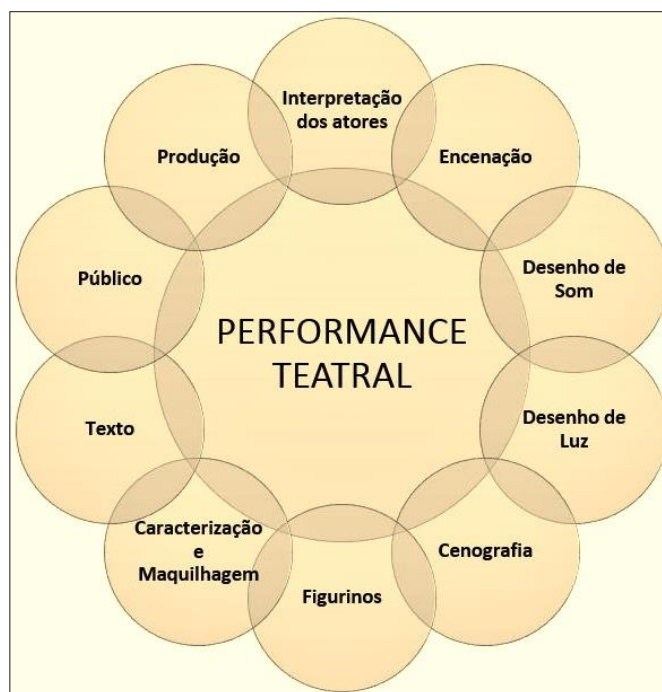 Interpretação
dos atores
Encenação
Desenho de
Som
Desenho de
Luz
Cenografia
Figurinos
Caracterização
e
Maquilhagem
Texto
Público
Produção
PERFORMANCE
TEATRAL